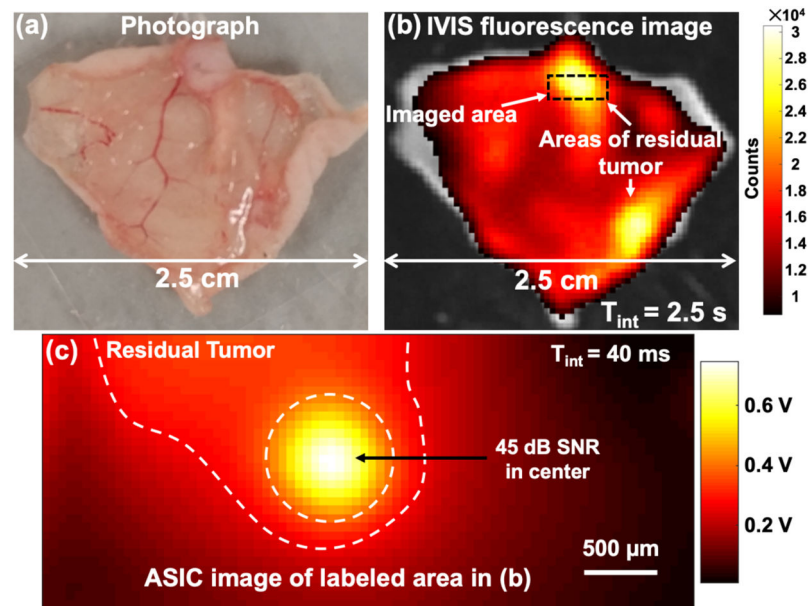 (a) Photograph
2.5 cm
(b) IVIS fluorescence image
Imaged area
Areas of residual
tumor
2.5 cm
T_int = 2.5 s
×10⁴
3
2.8
2.6
2.4
2.2
2
1.8
1.6
1.4
1.2
1
Counts
(c) Residual Tumor
T_int = 40 ms
45 dB SNR
in center
500 µm
ASIC image of labeled area in (b)
0.6 V
0.4 V
0.2 V